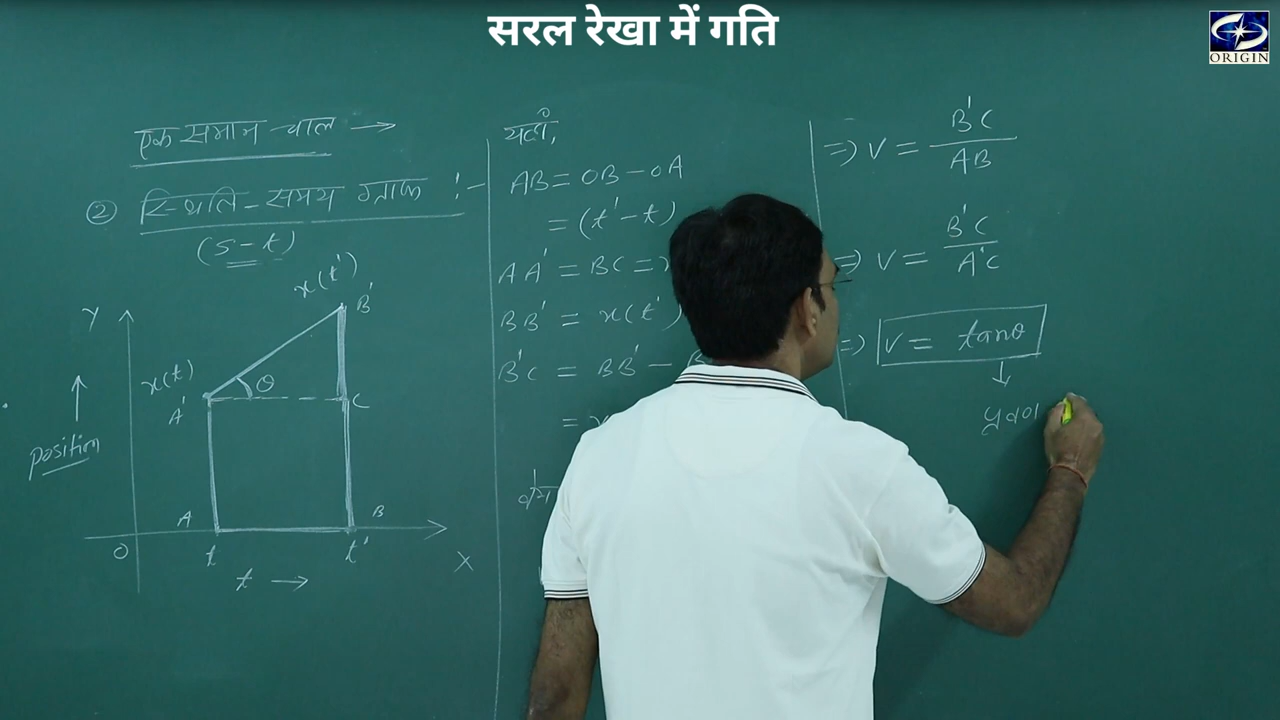 सरल रेखा में गति
ORIGIN
एक समान चाल →
② स्थिति-समय ग्राफ :-
(s-t)
x(t')
Y
B'
x(t)
θ
A'
C
position
A
B
O
t
t'
t →
X
यहाँ,
AB = OB - OA
= (t' - t)
AA' = BC =
BB' = x(t')
B'C = BB' -
=
⇒ v = B'C / AB
⇒ v = B'C / A'C
⇒ v = tanθ